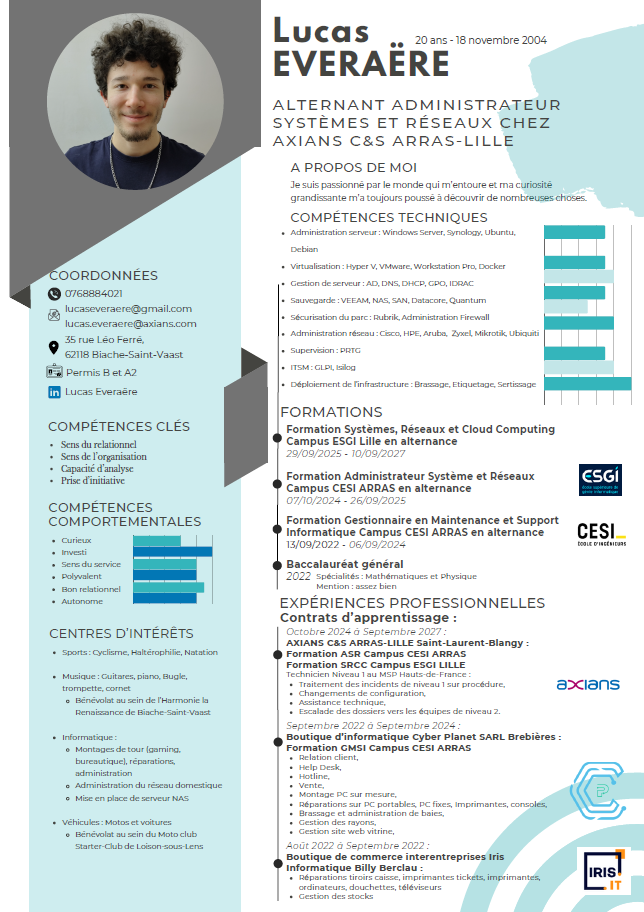 Lucas
EVERAËRE
20 ans - 18 novembre 2004
ALTERNANT ADMINISTRATEUR
SYSTÈMES ET RÉSEAUX CHEZ
AXIANS C&S ARRAS-LILLE
A PROPOS DE MOI
Je suis passionné par le monde qui m'entoure et ma curiosité
grandissante m'a toujours poussé à découvrir de nombreuses choses.
COMPÉTENCES TECHNIQUES
Administration serveur : Windows Server, Synology, Ubuntu,
Debian
Virtualisation : Hyper V, VMware, Workstation Pro, Docker
Gestion de serveur : AD, DNS, DHCP, GPO, IDRAC
Sauvegarde : VEEAM, NAS, SAN, Datacore, Quantum
Sécurisation du parc : Rubrik, Administration Firewall
Administration réseau : Cisco, HPE, Aruba, Zyxel, Mikrotik, Ubiquiti
Supervision : PRTG
ITSM : GLPI, Isilog
Déploiement de l'infrastructure : Brassage, Etiquetage, Sertissage
COORDONNÉES
0768884021
lucaseveraere@gmail.com
lucas.everaere@axians.com
35 rue Léo Ferré,
62118 Biache-Saint-Vaast
Permis B et A2
in Lucas Everaëre
COMPÉTENCES CLÉS
Sens du relationnel
Sens de l'organisation
Capacité d'analyse
Prise d'initiative
COMPÉTENCES
COMPORTEMENTALES
Curieux
Investi
Sens du service
Polyvalent
Bon relationnel
Autonome
CENTRES D'INTÉRÊTS
Sports : Cyclisme, Haltérophilie, Natation
Musique : Guitares, piano, Bugle,
trompette, cornet
Bénévolat au sein de l'Harmonie la
Renaissance de Biache-Saint-Vaast
Informatique :
Montages de tour (gaming,
bureautique), réparations,
administration
Administration du réseau domestique
Mise en place de serveur NAS
Véhicules : Motos et voitures
Bénévolat au sein du Moto club
Starter-Club de Loison-sous-Lens
FORMATIONS
Formation Systèmes, Réseaux et Cloud Computing
Campus ESGI Lille en alternance
29/09/2025 - 10/09/2027
Formation Administrateur Système et Réseaux
Campus CESI ARRAS en alternance
07/10/2024 - 26/09/2025
ESGI
Formation Gestionnaire en Maintenance et Support
Informatique Campus CESI ARRAS en alternance
13/09/2022 - 06/09/2024
CESI
ÉCOLE D'INGÉNIEURS
Baccalauréat général
2022 Spécialités : Mathématiques et Physique
Mention : assez bien
EXPÉRIENCES PROFESSIONNELLES
Contrats d'apprentissage :
Octobre 2024 à Septembre 2027 :
AXIANS C&S ARRAS-LILLE Saint-Laurent-Blangy :
Formation ASR Campus CESI ARRAS
Formation SRCC Campus ESGI LILLE
Technicien Niveau 1 au MSP Hauts-de-France :
Traitement des incidents de niveau 1 sur procédure,
Changements de configuration,
Assistance technique,
Escalade des dossiers vers les équipes de niveau 2.
axians
Septembre 2022 à Septembre 2024 :
Boutique d'informatique Cyber Planet SARL Brebières :
Formation GMSI Campus CESI ARRAS
Relation client,
Help Desk,
Hotline,
Vente,
Montage PC sur mesure,
Réparations sur PC portables, PC fixes, Imprimantes, consoles,
Brassage et administration de baies,
Gestion des rayons,
Gestion site web vitrine,
Août 2022 à Septembre 2022 :
Boutique de commerce interentreprises Iris
Informatique Billy Berclau :
Réparations tiroirs caisse, imprimantes tickets, imprimantes,
ordinateurs, douchettes, téléviseurs
Gestion des stocks
IRIS
IT